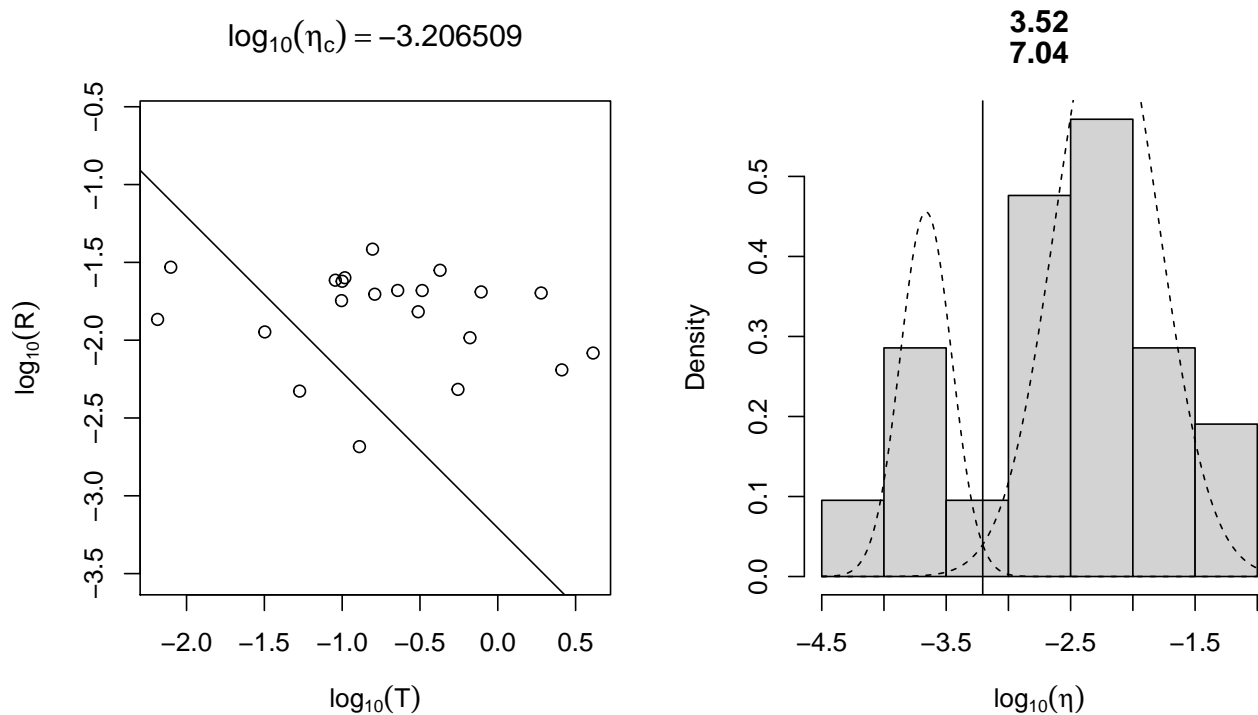 log₁₀(η_c) = −3.206509
−0.5
−1.0
−1.5
−2.0
−2.5
−3.0
−3.5
log₁₀(R)
−2.0 −1.5 −1.0 −0.5 0.0 0.5
log₁₀(T)
3.52
7.04
0.5
0.4
0.3
0.2
0.1
0.0
Density
−4.5 −3.5 −2.5 −1.5
log₁₀(η)